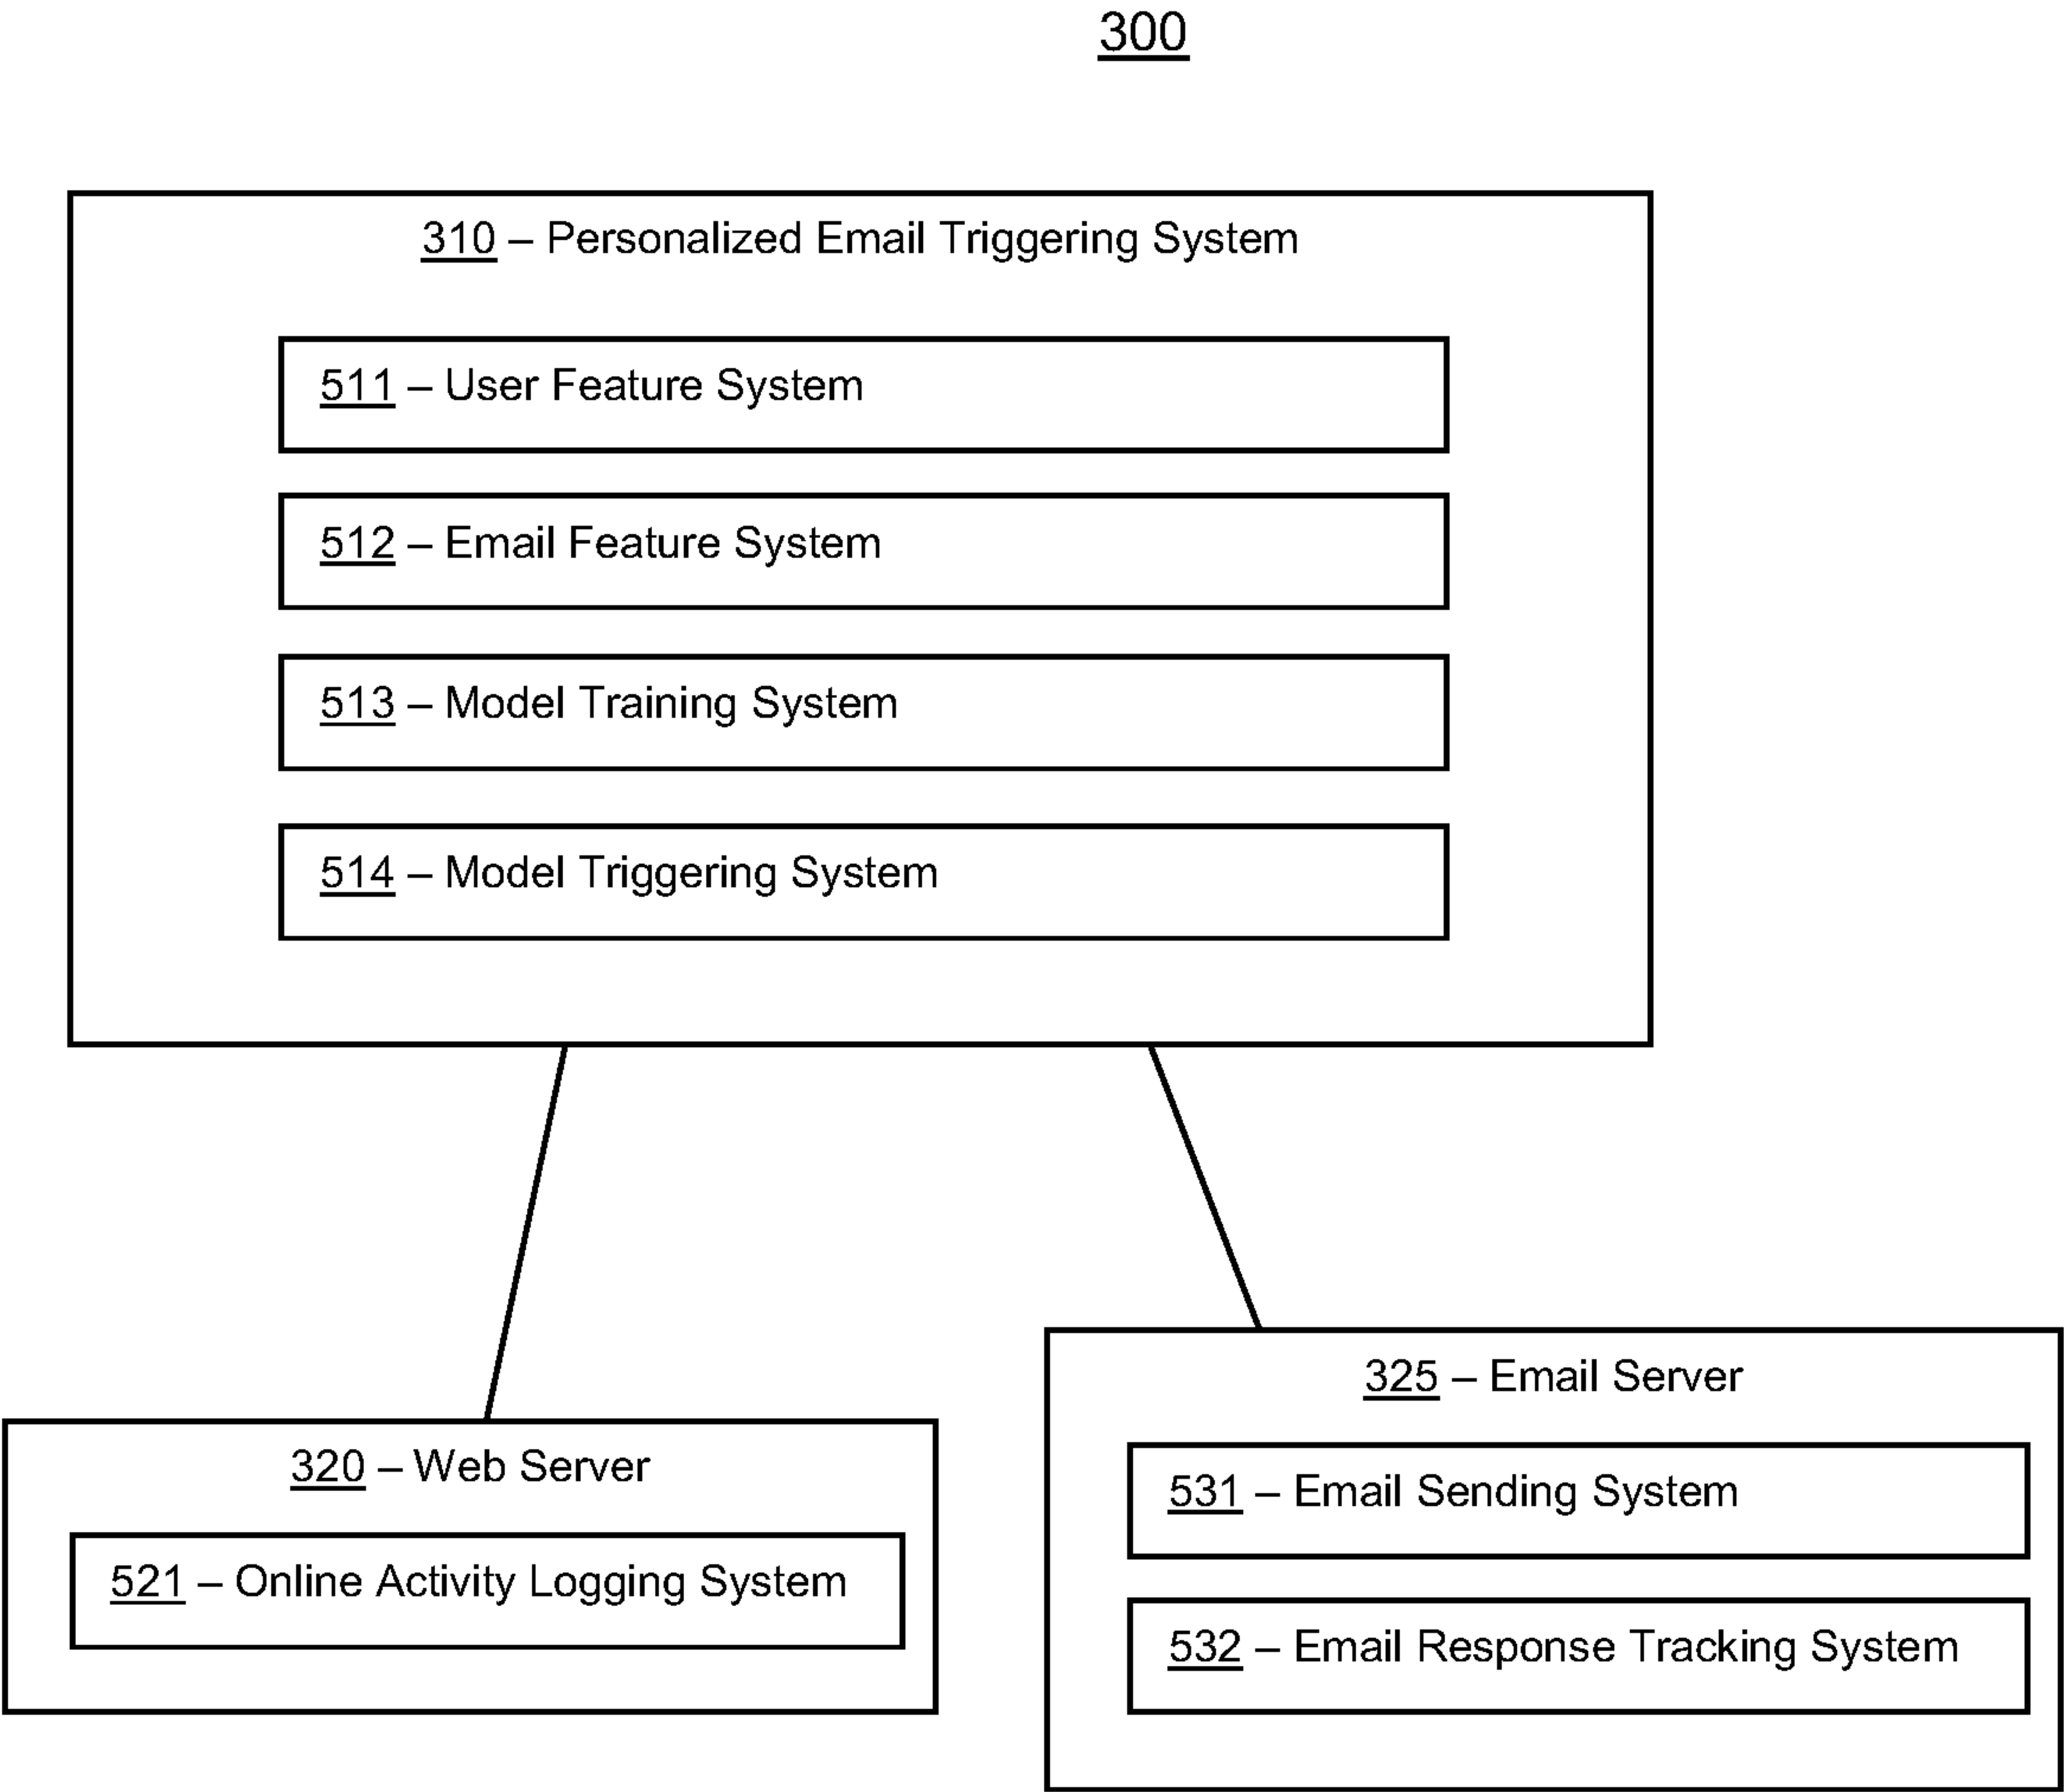 300
310 – Personalized Email Triggering System
511 – User Feature System
512 – Email Feature System
513 – Model Training System
514 – Model Triggering System
320 – Web Server
521 – Online Activity Logging System
325 – Email Server
531 – Email Sending System
532 – Email Response Tracking System